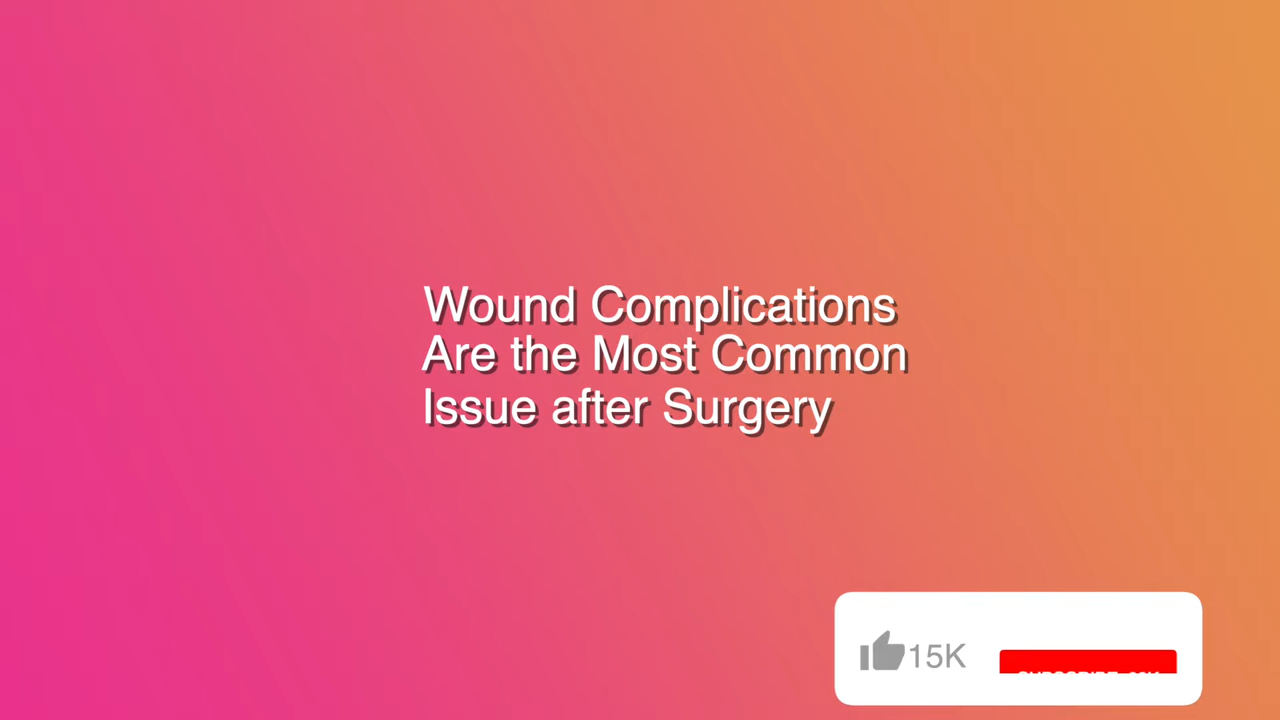 Wound Complications
Are the Most Common
Issue after Surgery
15K